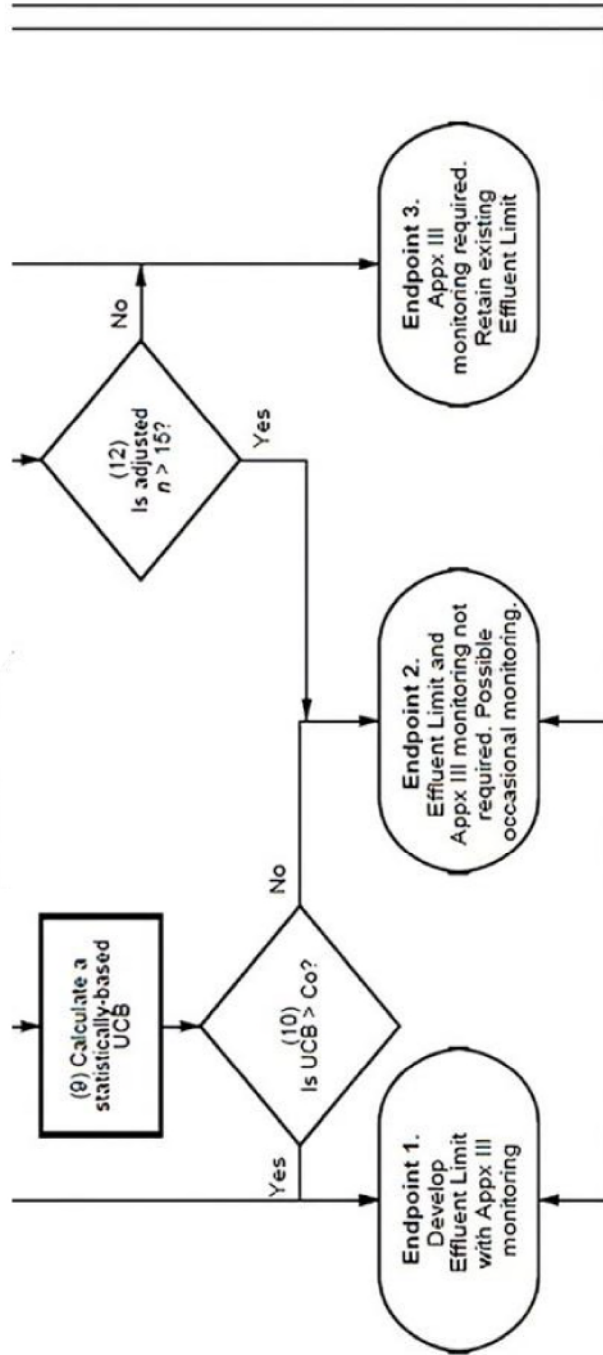 (9) Calculate a
statistically-based
UCB
(12)
Is adjusted
n > 15?
No
Yes
(10)
Is UCB > Co?
Yes
No
Endpoint 1.
Develop
Effluent Limit
with Appx III
monitoring
Endpoint 2.
Effluent Limit and
Appx III monitoring not
required. Possible
occasional monitoring.
Endpoint 3.
Appx III
monitoring required.
Retain existing
Effluent Limit